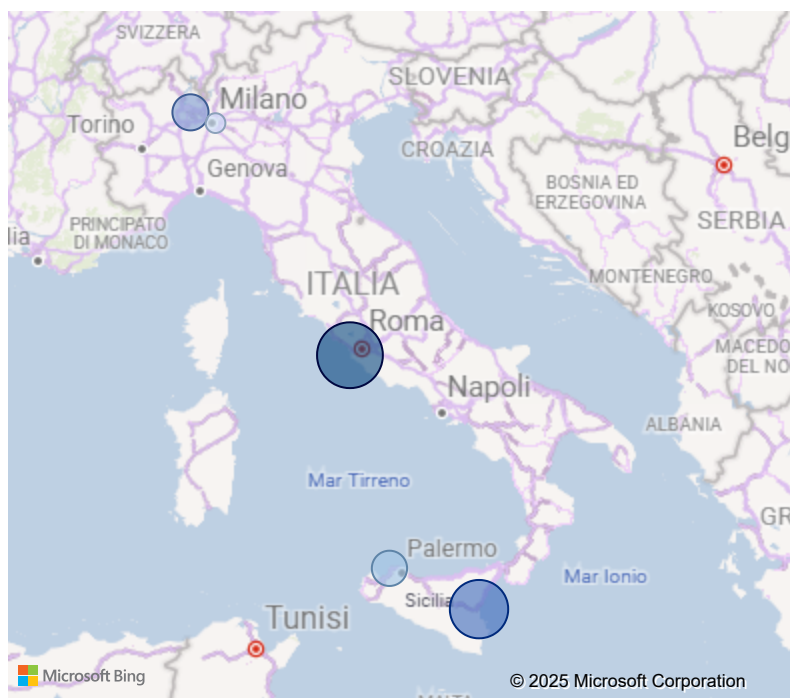 SVIZZERA
SLOVENIA
Milano
Torino
Belg
CROAZIA
Genova
BOSNIA ED
ERZEGOVINA
PRINCIPATO
DI MONACO
lia
SERBIA
ITALIA
MONTENEGRO
KOSOVO
Roma
MACEDO
DEL NO
Napoli
ALBANIA
Mar Tirreno
GR
Palermo
Mar Ionio
Sicilia
Tunisi
Microsoft Bing
© 2025 Microsoft Corporation
MALT